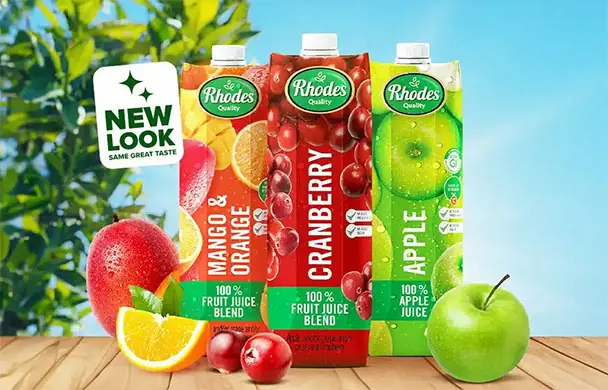 NEW
LOOK
SAME GREAT TASTE
Rhodes
Quality
MANGO &
ORANGE
100 %
FRUIT JUICE
BLEND
Rhodes
Quality
CRANBERRY
100 %
FRUIT JUICE
BLEND
Rhodes
Quality
APPLE
GI
100 %
APPLE
JUICE